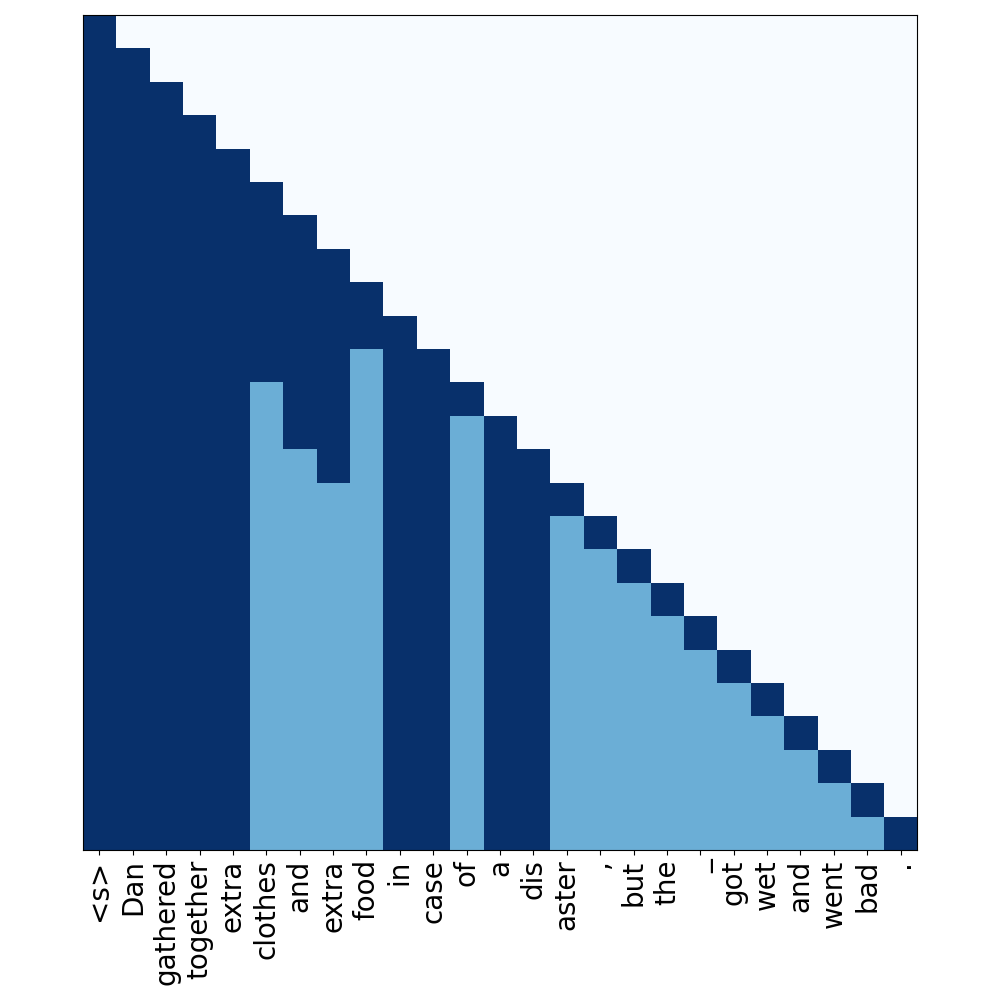 <s>
Dan
gathered
together
extra
clothes
and
extra
food
in
case
of
a
dis
aster
,
but
the
_
got
wet
and
went
bad
.